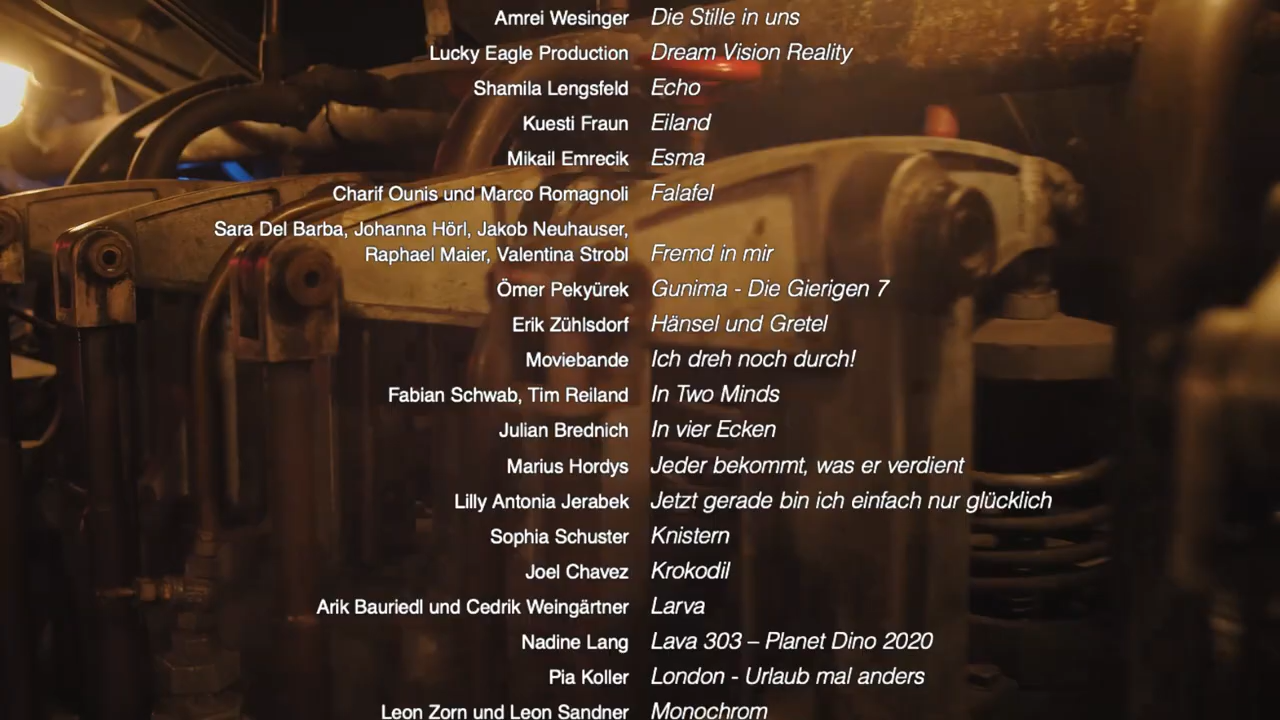 Amrei Wesinger Die Stille in uns
Lucky Eagle Production Dream Vision Reality
Shamila Lengsfeld Echo
Kuesti Fraun Eiland
Mikail Emrecik Esma
Charif Ounis und Marco Romagnoli Falafel
Sara Del Barba, Johanna Hörl, Jakob Neuhauser,
Raphael Maier, Valentina Strobl Fremd in mir
Ömer Pekyürek Gunima - Die Gierigen 7
Erik Zühlsdorf Hänsel und Gretel
Moviebande Ich dreh noch durch!
Fabian Schwab, Tim Reiland In Two Minds
Julian Brednich In vier Ecken
Marius Hordys Jeder bekommt, was er verdient
Lilly Antonia Jerabek Jetzt gerade bin ich einfach nur glücklich
Sophia Schuster Knistern
Joel Chavez Krokodil
Arik Bauriedl und Cedrik Weingärtner Larva
Nadine Lang Lava 303 – Planet Dino 2020
Pia Koller London - Urlaub mal anders
Leon Zorn und Leon Sandner Monochrom